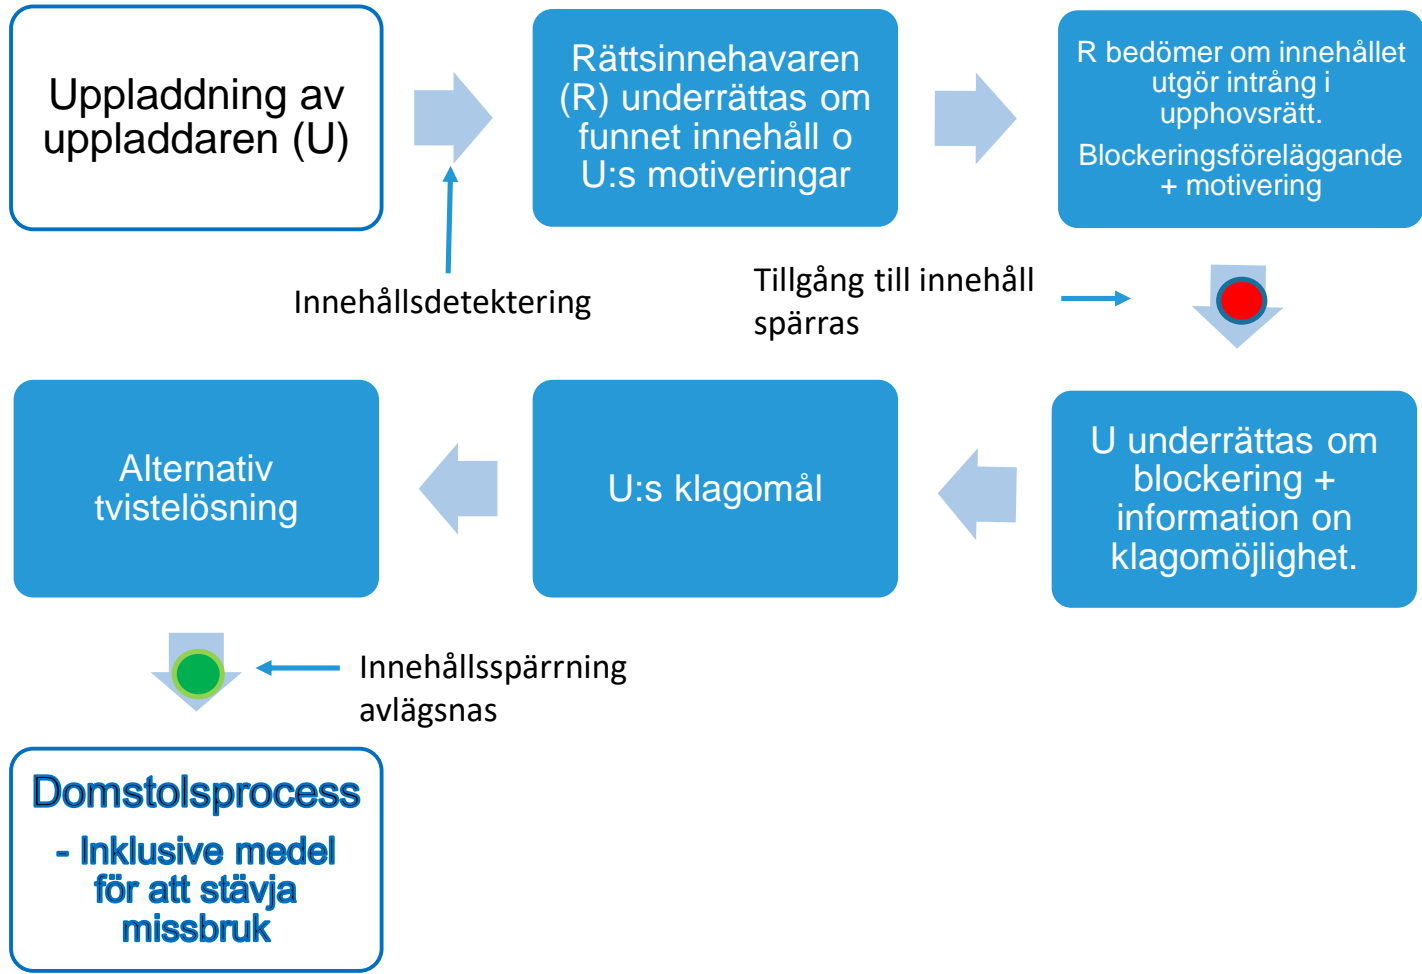 Uppladdning av
uppladdaren (U)
Rättsinnehavaren
(R) underrättas om
funnet innehåll o
U:s motiveringar
R bedömer om innehållet
utgör intrång i
upphovsrätt.
Blockeringsföreläggande
+ motivering
Innehållsdetektering
Tillgång till innehåll
spärras
Alternativ
tvistelösning
U:s klagomål
U underrättas om
blockering +
information on
klagomöjlighet.
Innehållsspärrning
avlägsnas
Domstolsprocess
- Inklusive medel
för att stävja
missbruk